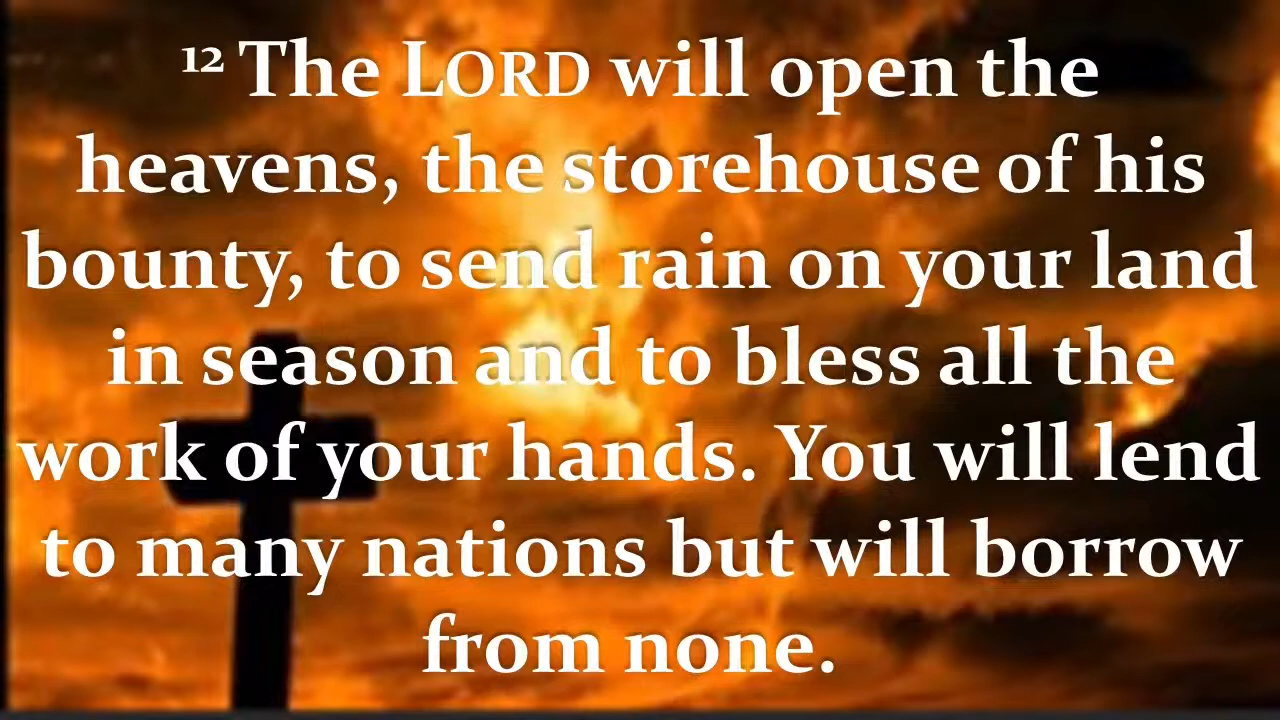 12 The LORD will open the
heavens, the storehouse of his
bounty, to send rain on your land
in season and to bless all the
work of your hands. You will lend
to many nations but will borrow
from none.